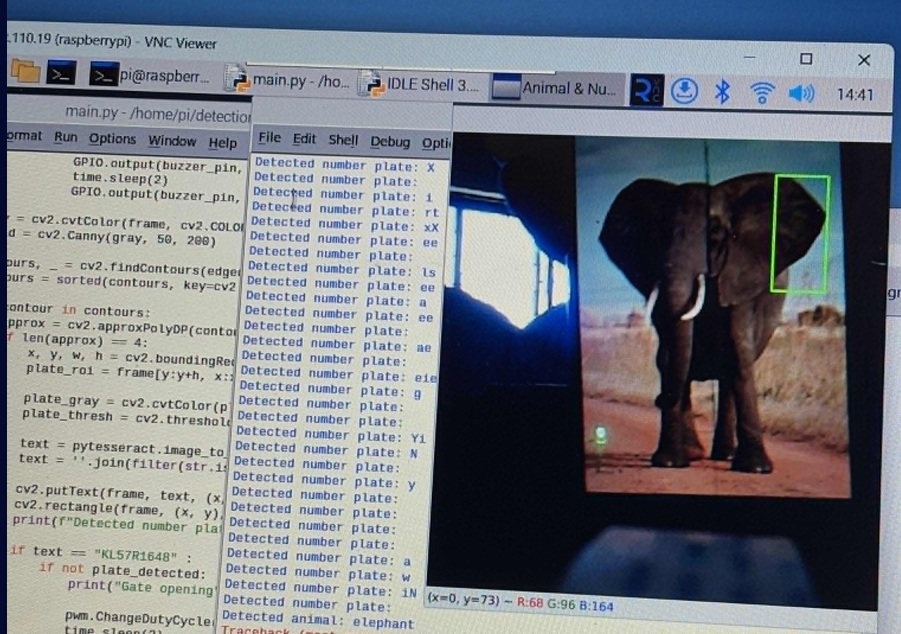 .110.19 (raspberrypi) - VNC Viewer
pi@raspberr...
main.py - /ho...
IDLE Shell 3....
Animal & Nu...
14:41
main.py - /home/pi/detection
ormat Run Options Window Help
GPIO.output(buzzer_pin,
time.sleep(2)
GPIO.output(buzzer_pin,
= cv2.cvtColor(frame, cv2.COLO
d = cv2.Canny(gray, 50, 200)
ours, _ = cv2.findContours(edge
ours = sorted(contours, key=cv2
contour in contours:
pprox = cv2.approxPolyDP(contou
f len(approx) == 4:
x, y, w, h = cv2.boundingRec
plate_roi = frame[y:y+h, x:
plate_gray = cv2.cvtColor(p
plate_thresh = cv2.threshold
text = pytesseract.image_to
text = ''.join(filter(str.is
cv2.putText(frame, text, (x,
cv2.rectangle(frame, (x, y),
print(f"Detected number pla
if text == "KL57R1648" :
if not plate_detected:
print("Gate opening"
pwm.ChangeDutyCycle
time.sleep(2)
File Edit Shell Debug Opti
Detected number plate: X
Detected number plate:
Detected number plate: i
Detected number plate: rt
Detected number plate: xX
Detected number plate: ee
Detected number plate:
Detected number plate: ls
Detected number plate: ee
Detected number plate: a
Detected number plate: ee
Detected number plate:
Detected number plate: ae
Detected number plate:
Detected number plate: eie
Detected number plate: g
Detected number plate:
Detected number plate:
Detected number plate: Yi
Detected number plate: N
Detected number plate:
Detected number plate: y
Detected number plate:
Detected number plate:
Detected number plate:
Detected number plate:
Detected number plate: a
Detected number plate: w
Detected number plate: iN
Detected number plate:
Detected animal: elephant
Traceback
(x=0, y=73) ~ R:68 G:96 B:164